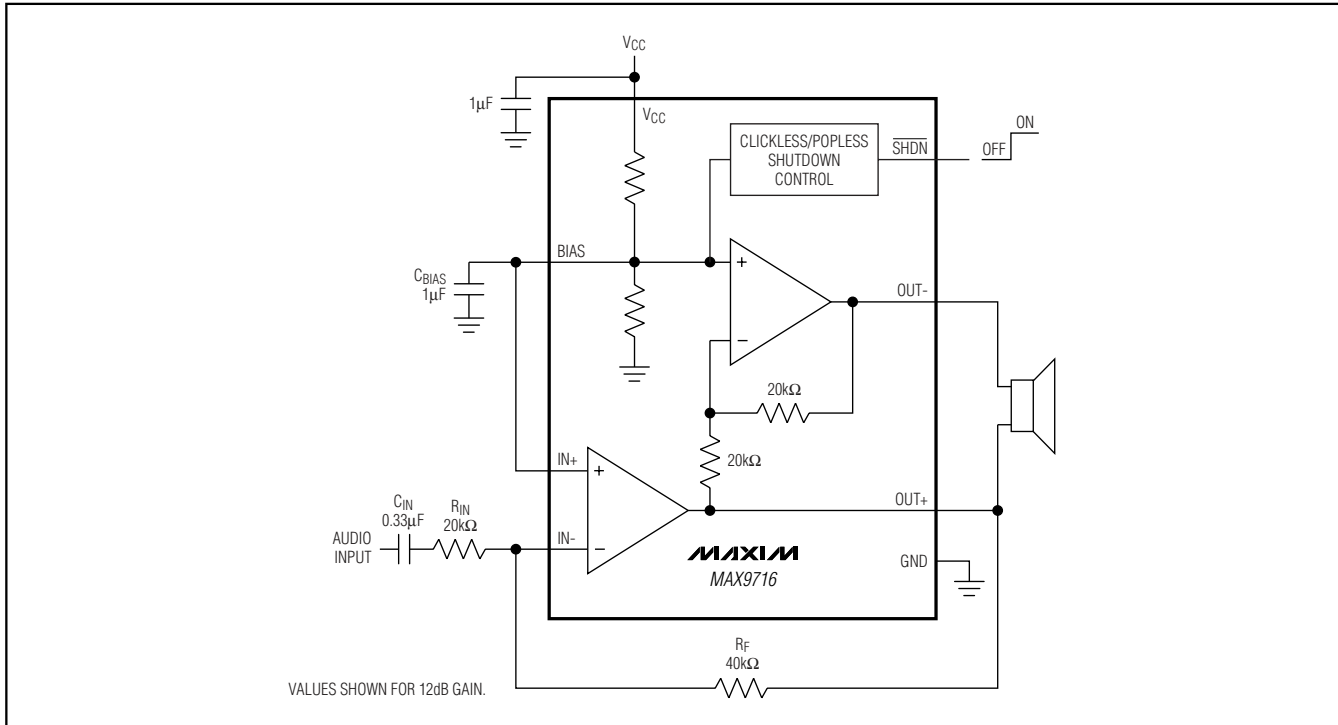 VCC
1µF
VCC
CLICKLESS/POPLESS
SHUTDOWN
CONTROL
SHDN
OFF
ON
BIAS
CBIAS
1µF
+
−
OUT-
20kΩ
20kΩ
IN+
+
OUT+
CIN
0.33µF
RIN
20kΩ
AUDIO
INPUT
IN-
−
MAXIM
MAX9716
GND
RF
40kΩ
VALUES SHOWN FOR 12dB GAIN.